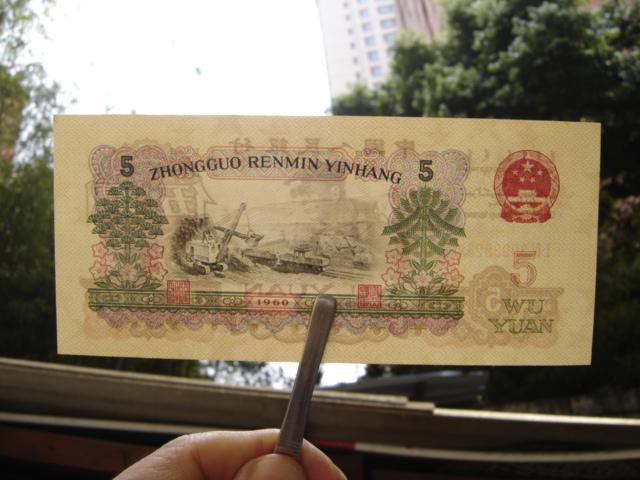 5 ZHONGGUO RENMIN YINHANG 5
5
1960
WU
YUAN